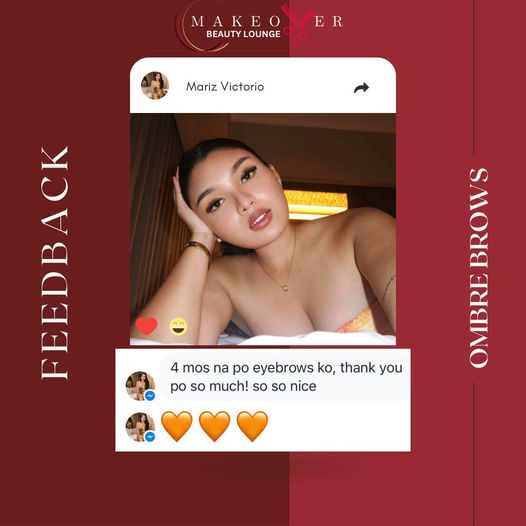 MAKEOVER
BEAUTY LOUNGE
Mariz Victorio
FEEDBACK
OMBRE BROWS
4 mos na po eyebrows ko, thank you
po so much! so so nice
🧡 🧡 🧡